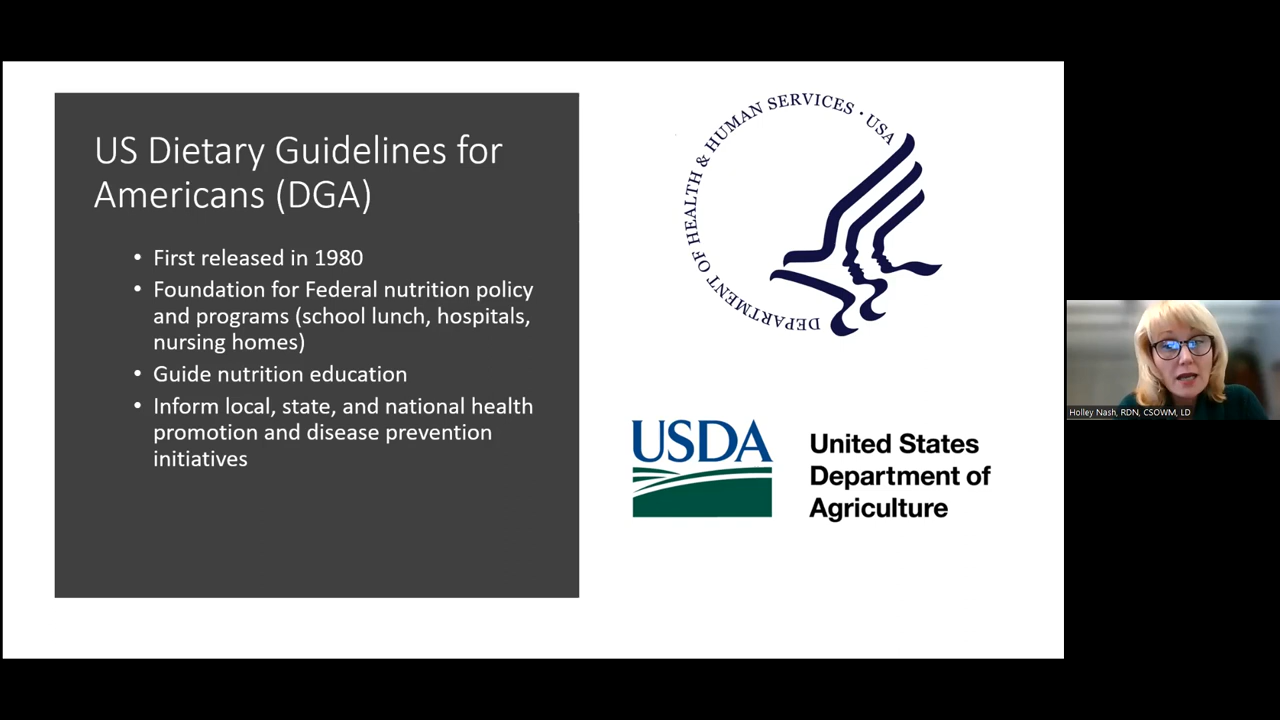 US Dietary Guidelines for
Americans (DGA)
• First released in 1980
• Foundation for Federal nutrition policy
and programs (school lunch, hospitals,
nursing homes)
• Guide nutrition education
• Inform local, state, and national health
promotion and disease prevention
initiatives
DEPARTMENT OF HEALTH & HUMAN SERVICES · USA
USDA
United States
Department of
Agriculture
Holley Nash, RDN, CSOWM, LD